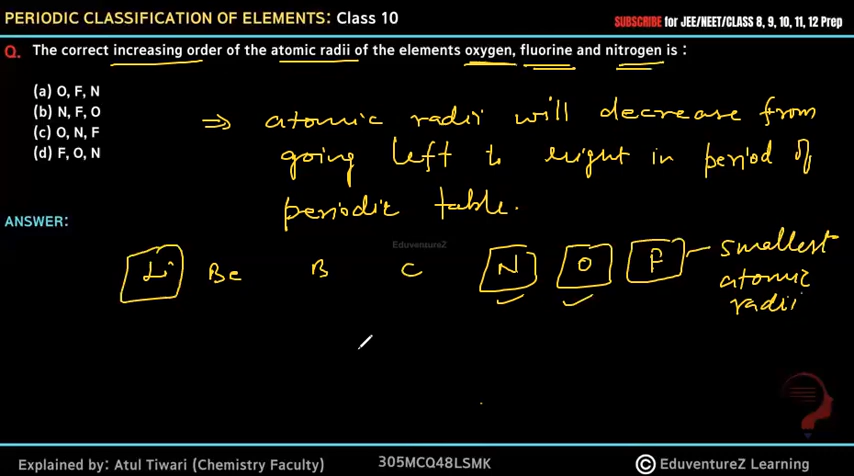 PERIODIC CLASSIFICATION OF ELEMENTS: Class 10
SUBSCRIBE for JEE/NEET/CLASS 8, 9, 10, 11, 12 Prep
Q. The correct increasing order of the atomic radii of the elements oxygen, fluorine and nitrogen is :
(a) O, F, N
(b) N, F, O
(c) O, N, F
(d) F, O, N
⇒ atomic radii will decrease from
going left to right in period of
periodic table.
ANSWER:
EduventureZ
Li Be B C N O F - smallest
atomic
radii
Explained by: Atul Tiwari (Chemistry Faculty)
305MCQ48LSMK
© EduventureZ Learning